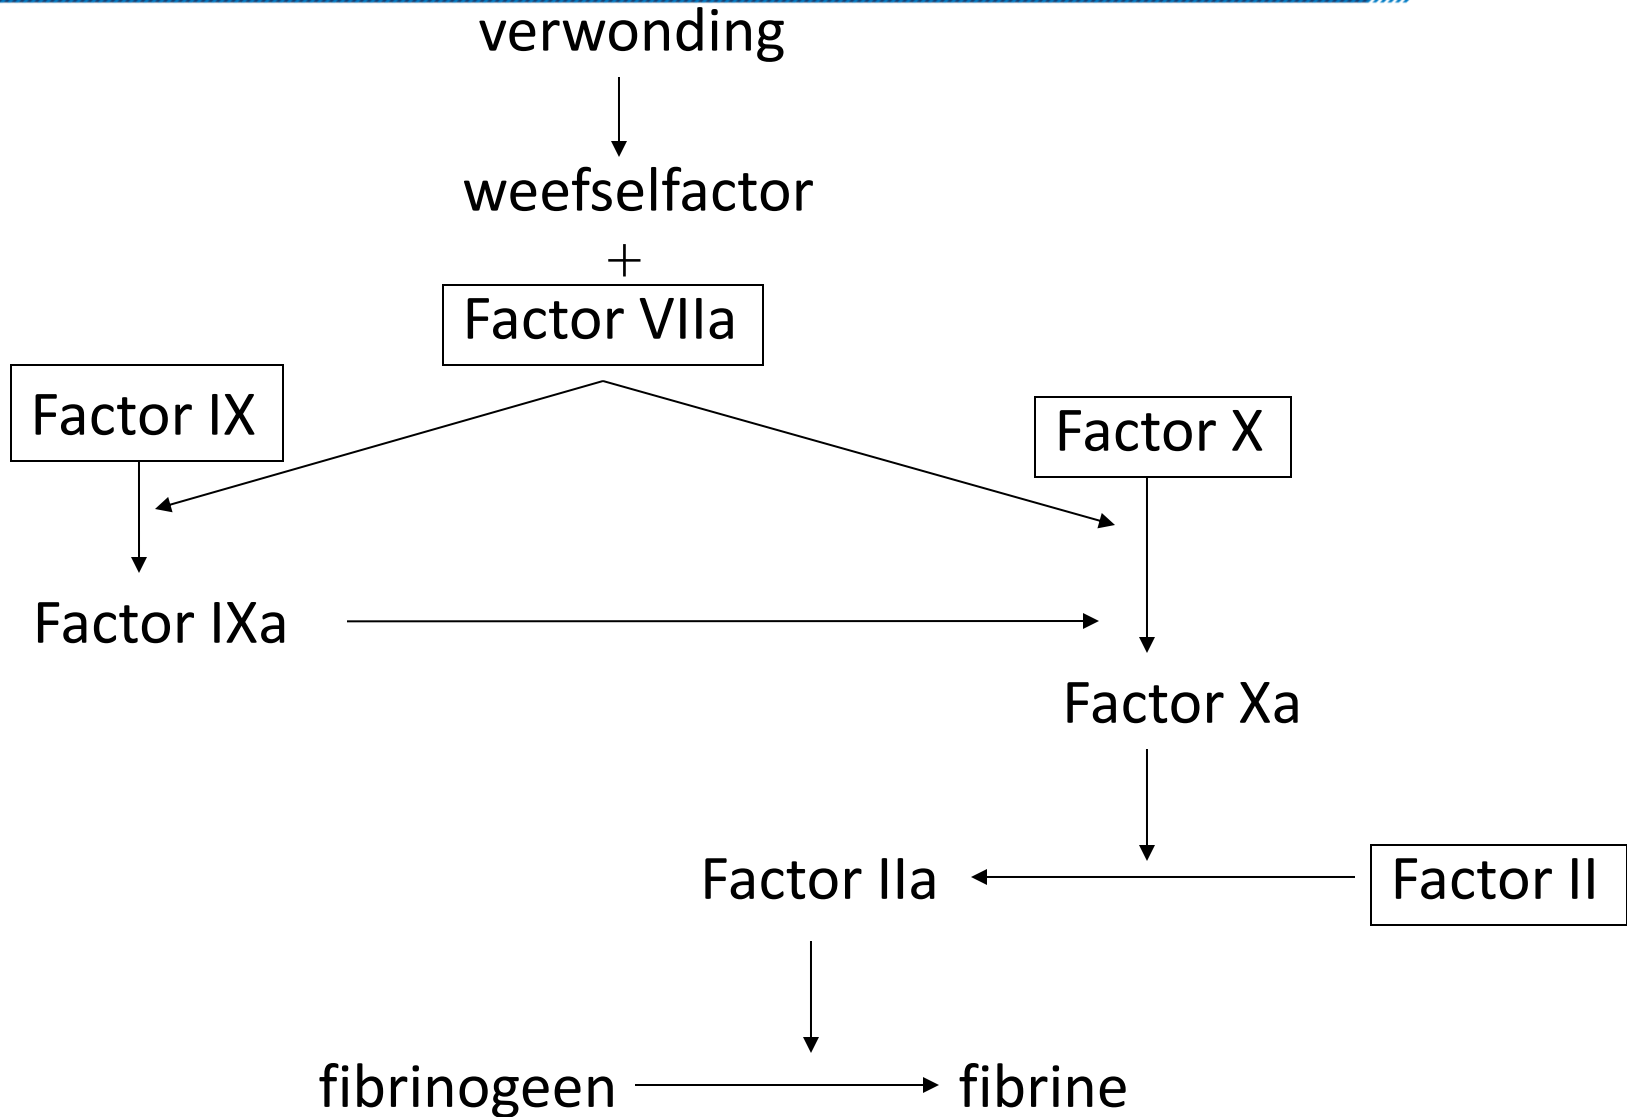 verwonding
weefselfactor
+
Factor VIIa
Factor IX
Factor X
Factor IXa
Factor Xa
Factor IIa
Factor II
fibrinogeen
fibrine